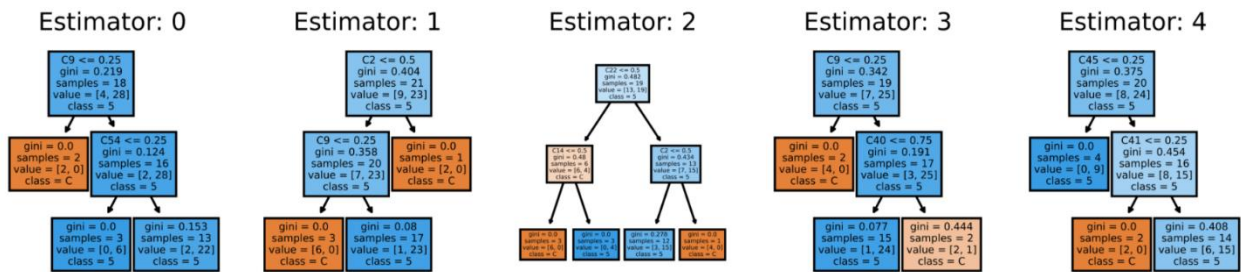 Estimator: 0
C9 <= 0.25
gini = 0.219
samples = 18
value = [4, 28]
class = 5
gini = 0.0
samples = 2
value = [2, 0]
class = C
C54 <= 0.25
gini = 0.124
samples = 16
value = [2, 28]
class = 5
gini = 0.0
samples = 3
value = [0, 6]
class = 5
gini = 0.153
samples = 13
value = [2, 22]
class = 5
Estimator: 1
C2 <= 0.5
gini = 0.404
samples = 21
value = [9, 23]
class = 5
C9 <= 0.25
gini = 0.358
samples = 20
value = [7, 23]
class = 5
gini = 0.0
samples = 1
value = [2, 0]
class = C
gini = 0.0
samples = 3
value = [6, 0]
class = C
gini = 0.08
samples = 17
value = [1, 23]
class = 5
Estimator: 2
C22 <= 0.5
gini = 0.482
samples = 19
value = [13, 19]
class = 5
C14 <= 0.5
gini = 0.48
samples = 6
value = [6, 4]
class = C
C2 <= 0.5
gini = 0.434
samples = 13
value = [7, 15]
class = 5
gini = 0.0
samples = 3
value = [6, 0]
class = C
gini = 0.0
samples = 3
value = [0, 4]
class = 5
gini = 0.278
samples = 12
value = [3, 15]
class = 5
gini = 0.0
samples = 1
value = [4, 0]
class = C
Estimator: 3
C9 <= 0.25
gini = 0.342
samples = 19
value = [7, 25]
class = 5
gini = 0.0
samples = 2
value = [4, 0]
class = C
C40 <= 0.75
gini = 0.191
samples = 17
value = [3, 25]
class = 5
gini = 0.077
samples = 15
value = [1, 24]
class = 5
gini = 0.444
samples = 2
value = [2, 1]
class = C
Estimator: 4
C45 <= 0.25
gini = 0.375
samples = 20
value = [8, 24]
class = 5
gini = 0.0
samples = 4
value = [0, 9]
class = 5
C41 <= 0.25
gini = 0.454
samples = 16
value = [8, 15]
class = 5
gini = 0.0
samples = 2
value = [2, 0]
class = C
gini = 0.408
samples = 14
value = [6, 15]
class = 5